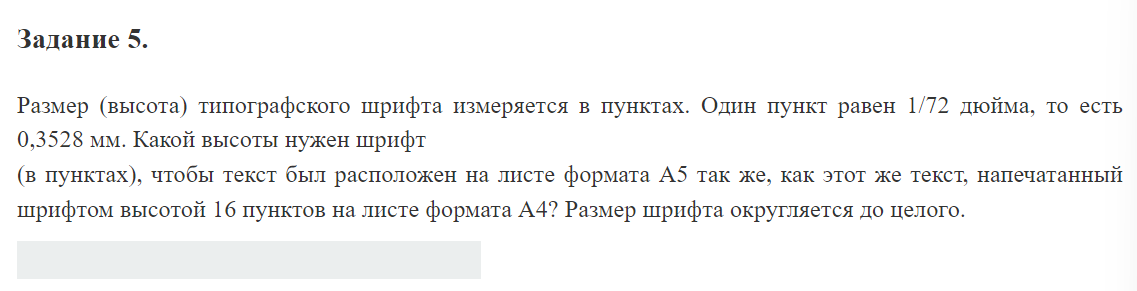 Задание 5.
Размер (высота) типографского шрифта измеряется в пунктах. Один пункт равен 1/72 дюйма, то есть
0,3528 мм. Какой высоты нужен шрифт
(в пунктах), чтобы текст был расположен на листе формата А5 так же, как этот же текст, напечатанный
шрифтом высотой 16 пунктов на листе формата А4? Размер шрифта округляется до целого.